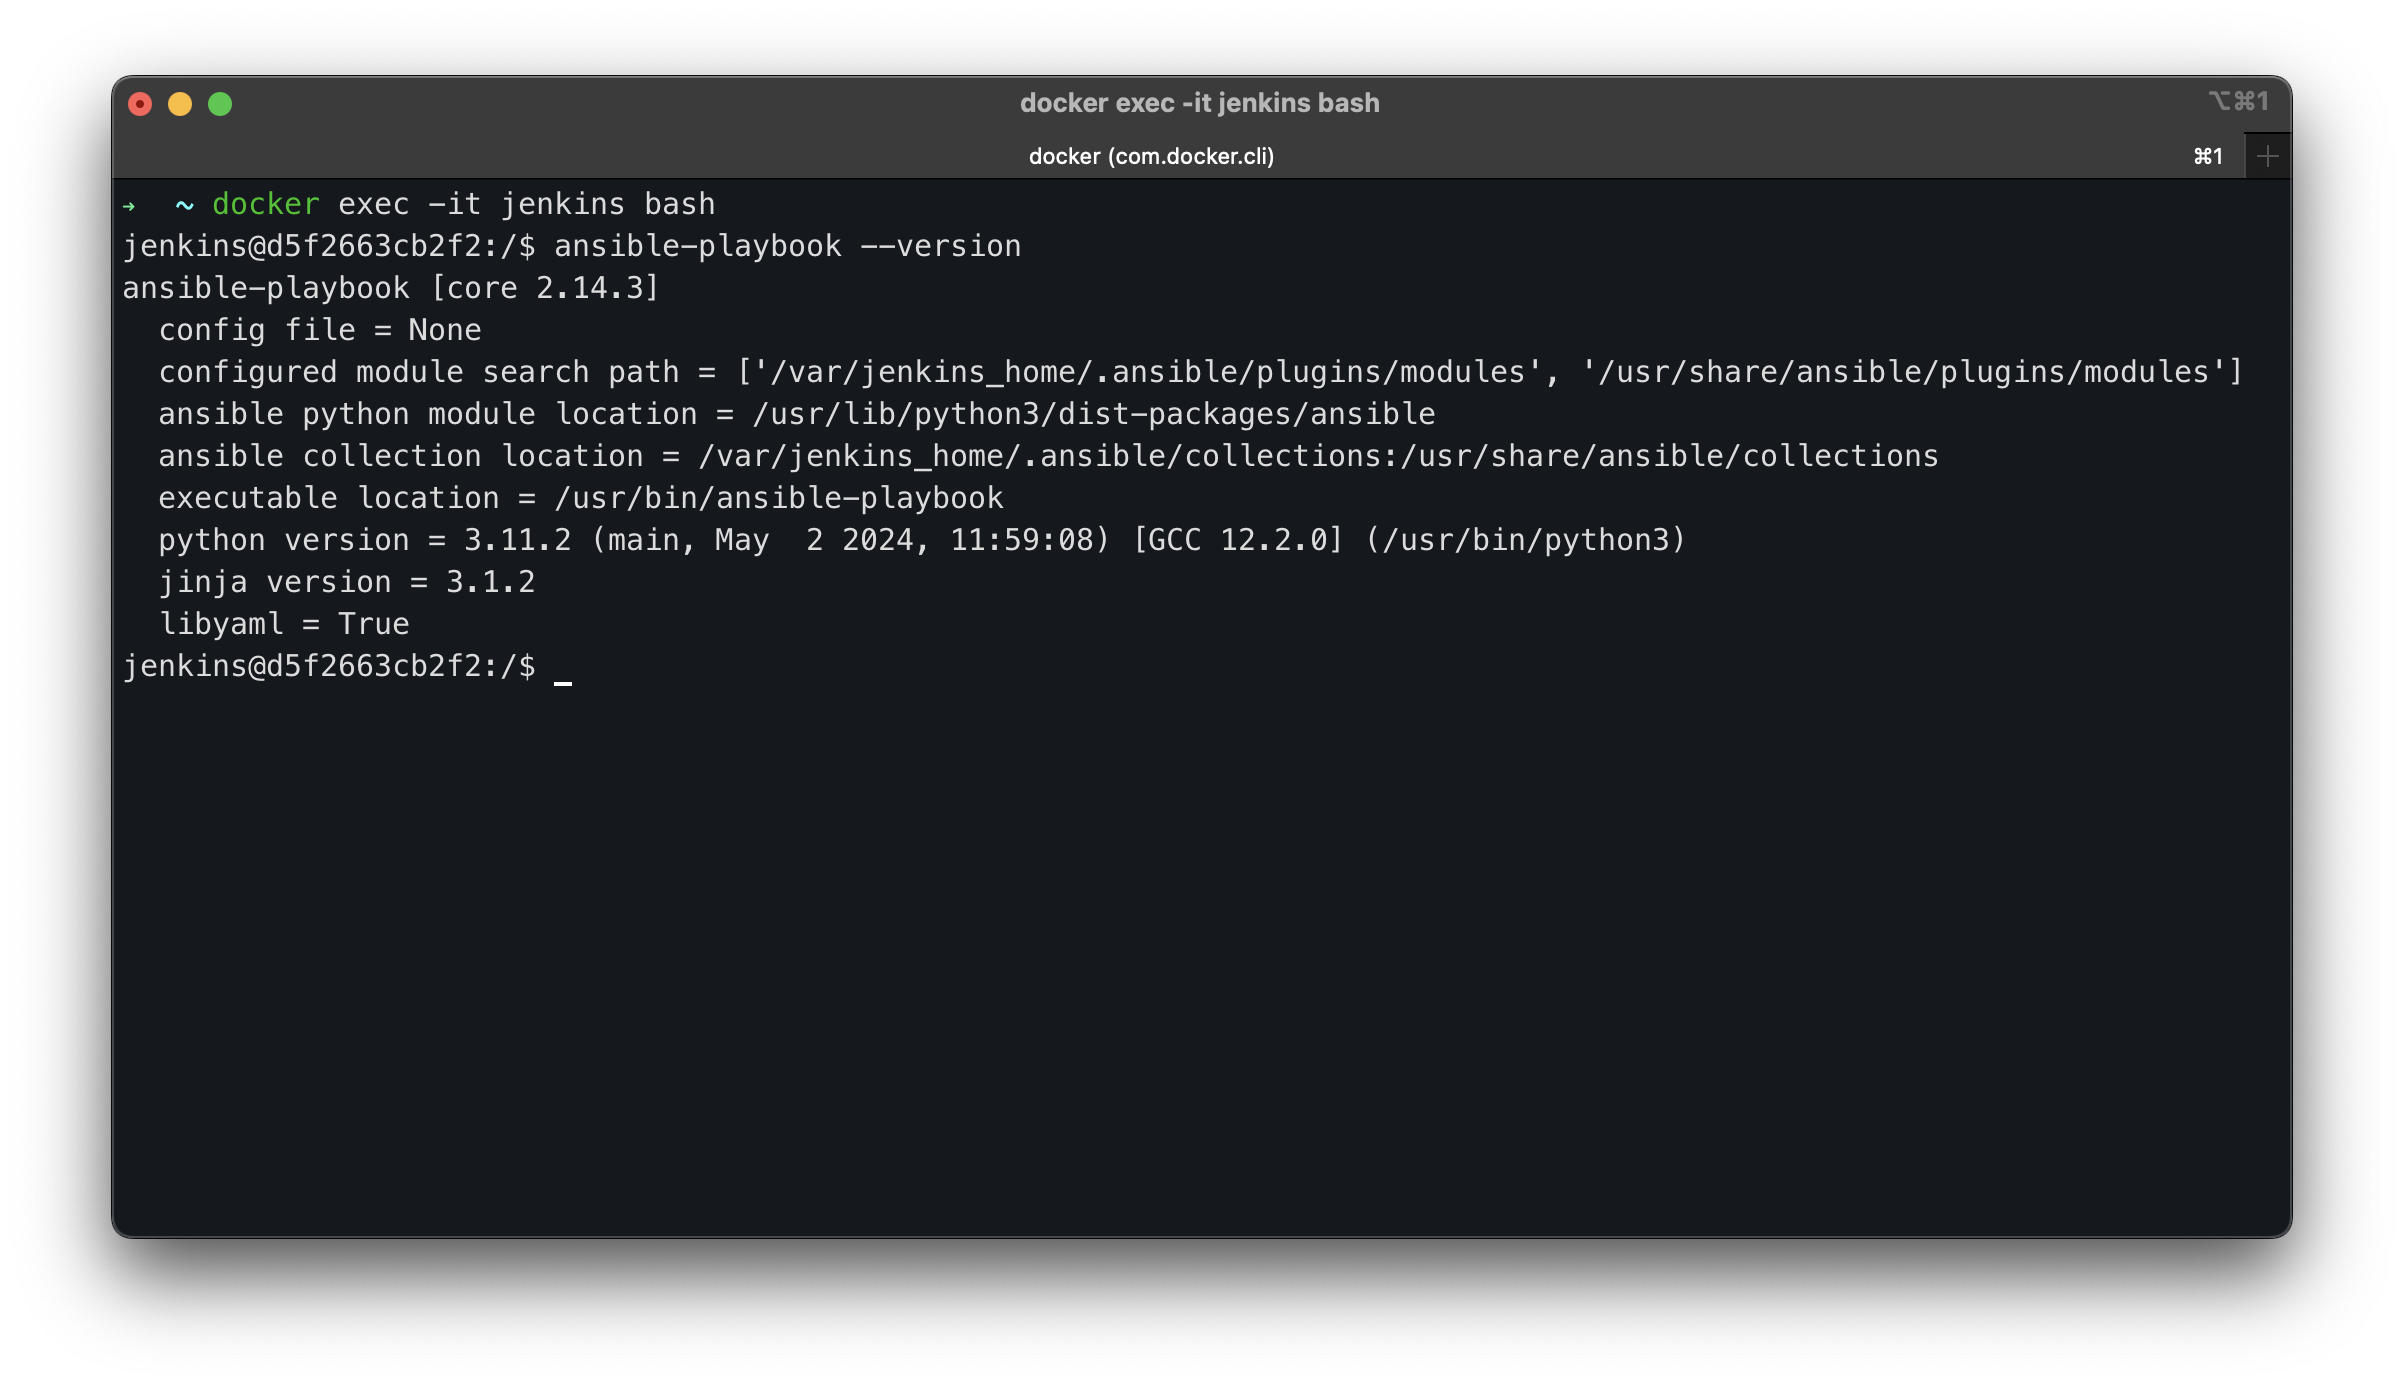 docker exec -it jenkins bash ⌥⌘1
docker (com.docker.cli) ⌘1 +
→ ~ docker exec -it jenkins bash
jenkins@d5f2663cb2f2:/$ ansible-playbook --version
ansible-playbook [core 2.14.3]
  config file = None
  configured module search path = ['/var/jenkins_home/.ansible/plugins/modules', '/usr/share/ansible/plugins/modules']
  ansible python module location = /usr/lib/python3/dist-packages/ansible
  ansible collection location = /var/jenkins_home/.ansible/collections:/usr/share/ansible/collections
  executable location = /usr/bin/ansible-playbook
  python version = 3.11.2 (main, May  2 2024, 11:59:08) [GCC 12.2.0] (/usr/bin/python3)
  jinja version = 3.1.2
  libyaml = True
jenkins@d5f2663cb2f2:/$ _